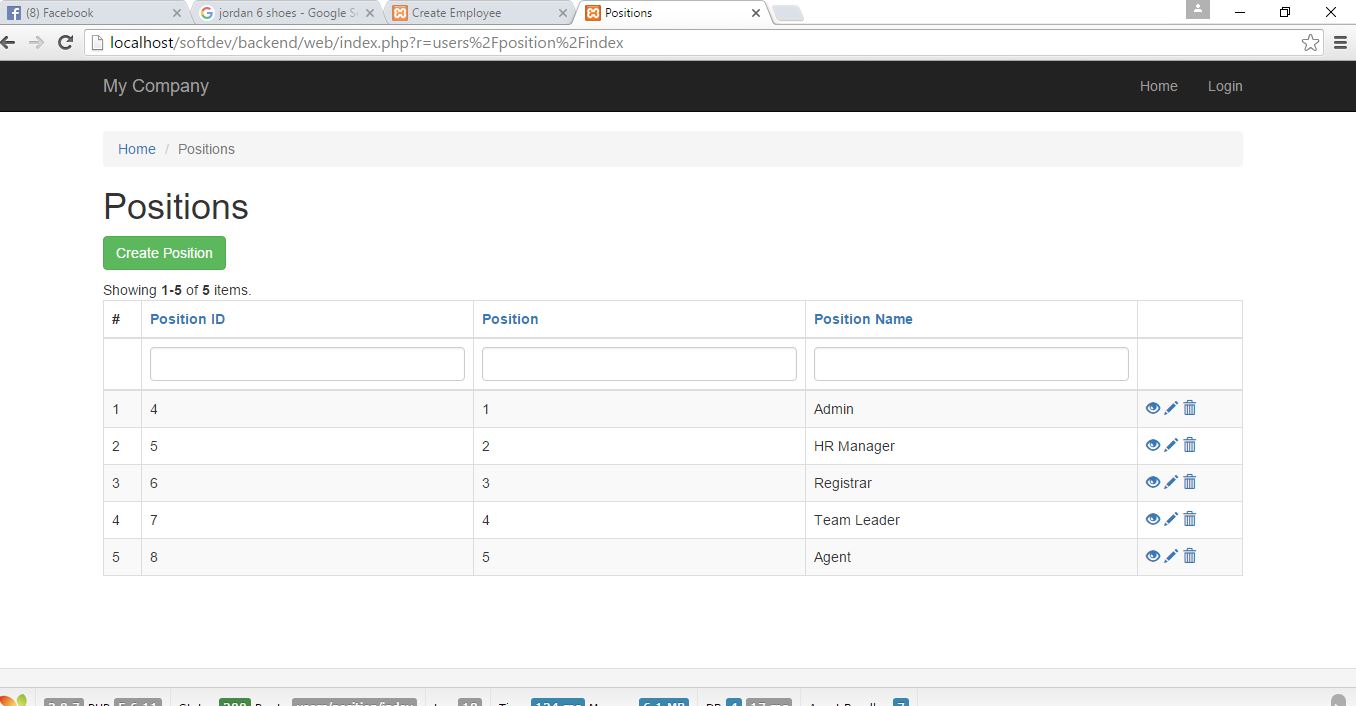 (8) Facebook jordan 6 shoes - Google S Create Employee Positions
localhost/softdev/backend/web/index.php?r=users%2Fposition%2Findex
My Company Home Login
Home / Positions
Positions
Create Position
Showing 1-5 of 5 items.
# Position ID Position Position Name
1 4 1 Admin
2 5 2 HR Manager
3 6 3 Registrar
4 7 4 Team Leader
5 8 5 Agent